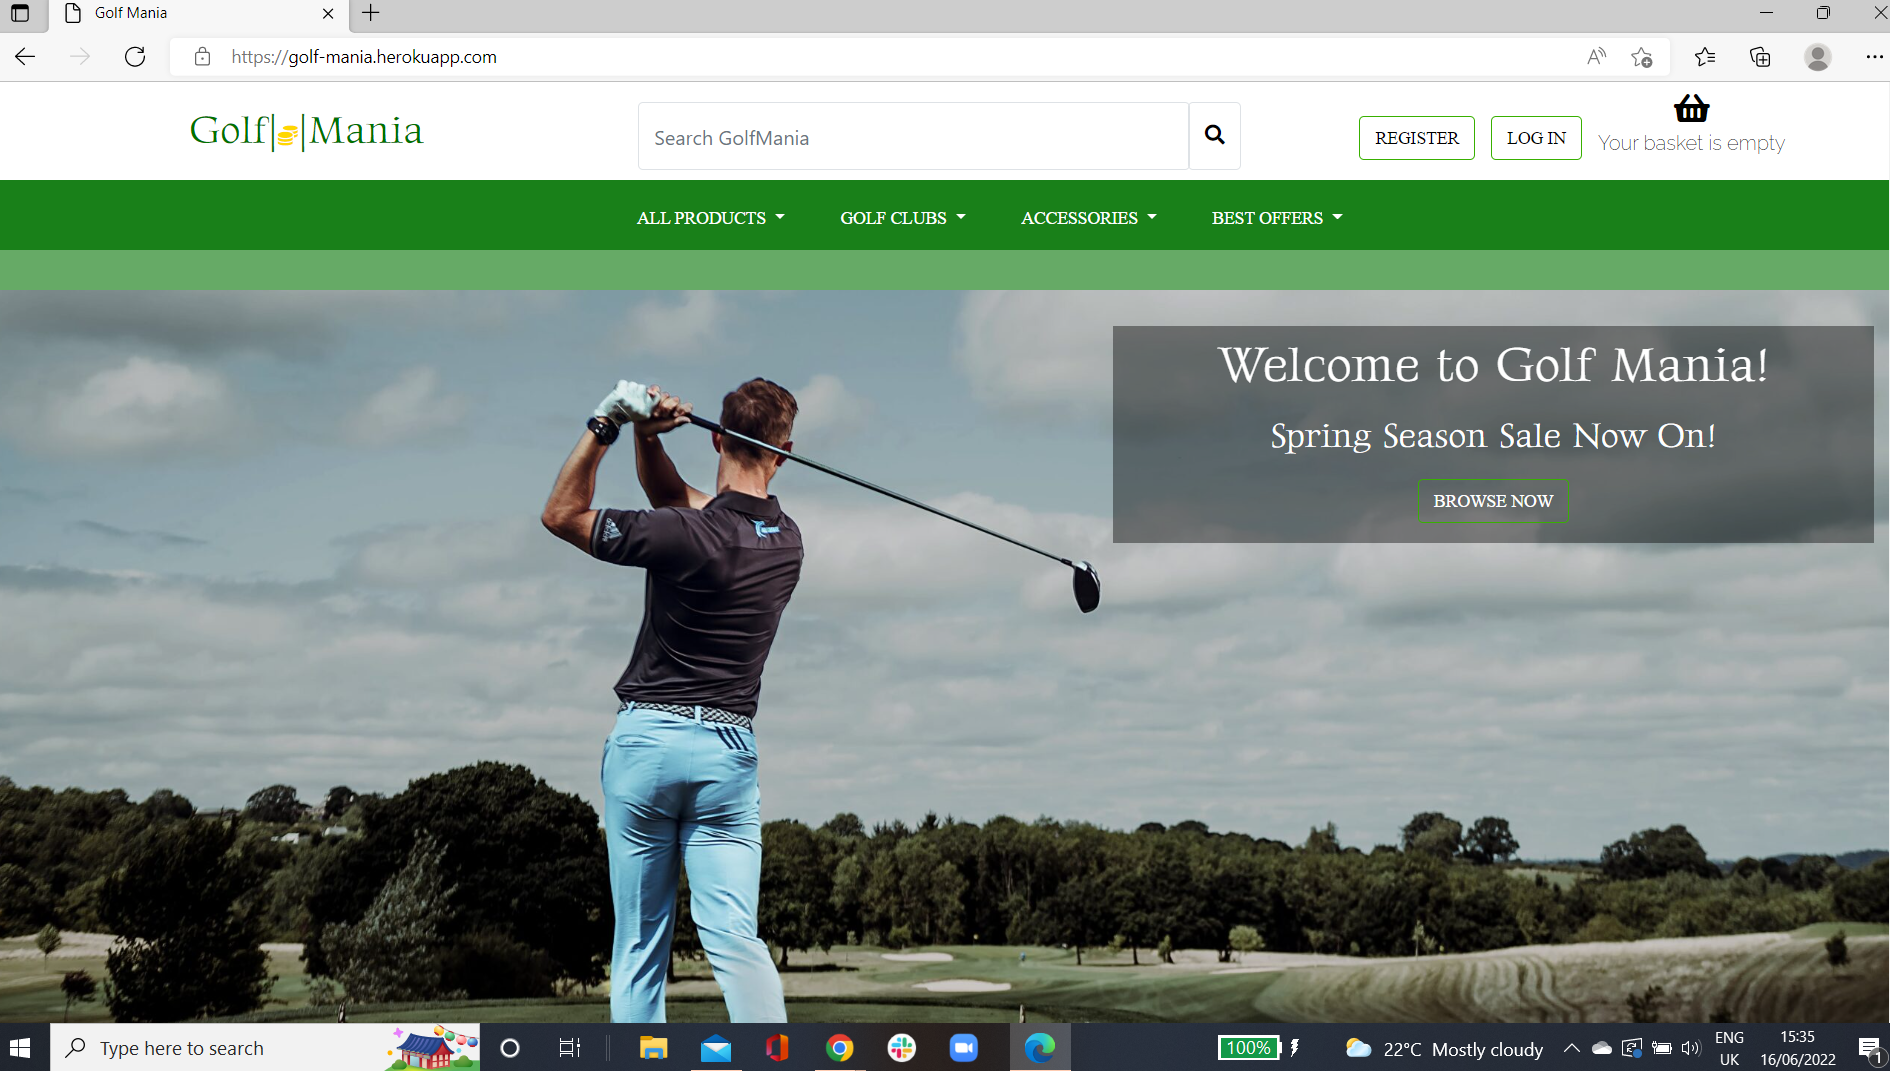 Golf Mania
https://golf-mania.herokuapp.com
Golf||Mania
Search GolfMania
REGISTER
LOG IN
Your basket is empty
ALL PRODUCTS
GOLF CLUBS
ACCESSORIES
BEST OFFERS
Welcome to Golf Mania!
Spring Season Sale Now On!
BROWSE NOW
Type here to search
100%
22°C Mostly cloudy
ENG
UK
15:35
16/06/2022
1